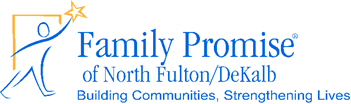 Family Promise®
of North Fulton/DeKalb
Building Communities, Strengthening Lives